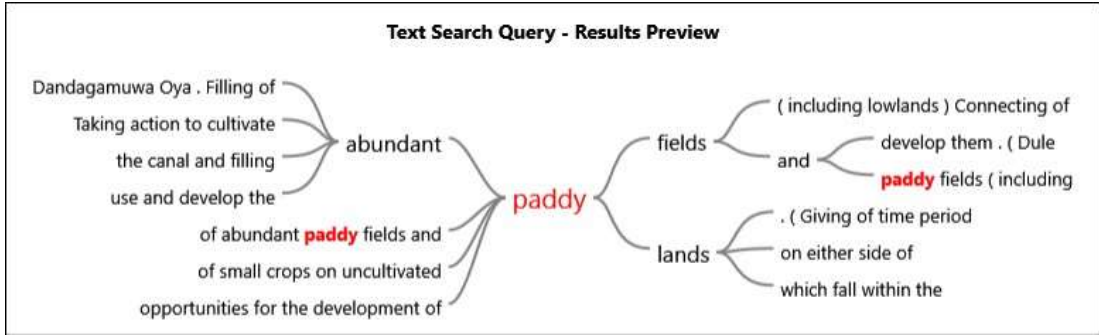 Text Search Query - Results Preview
Dandagamuwa Oya . Filling of
Taking action to cultivate
the canal and filling
use and develop the
abundant
of abundant paddy fields and
of small crops on uncultivated
opportunities for the development of
paddy
fields
( including lowlands ) Connecting of
and
develop them . ( Dule
paddy fields ( including
lands
. ( Giving of time period
on either side of
which fall within the